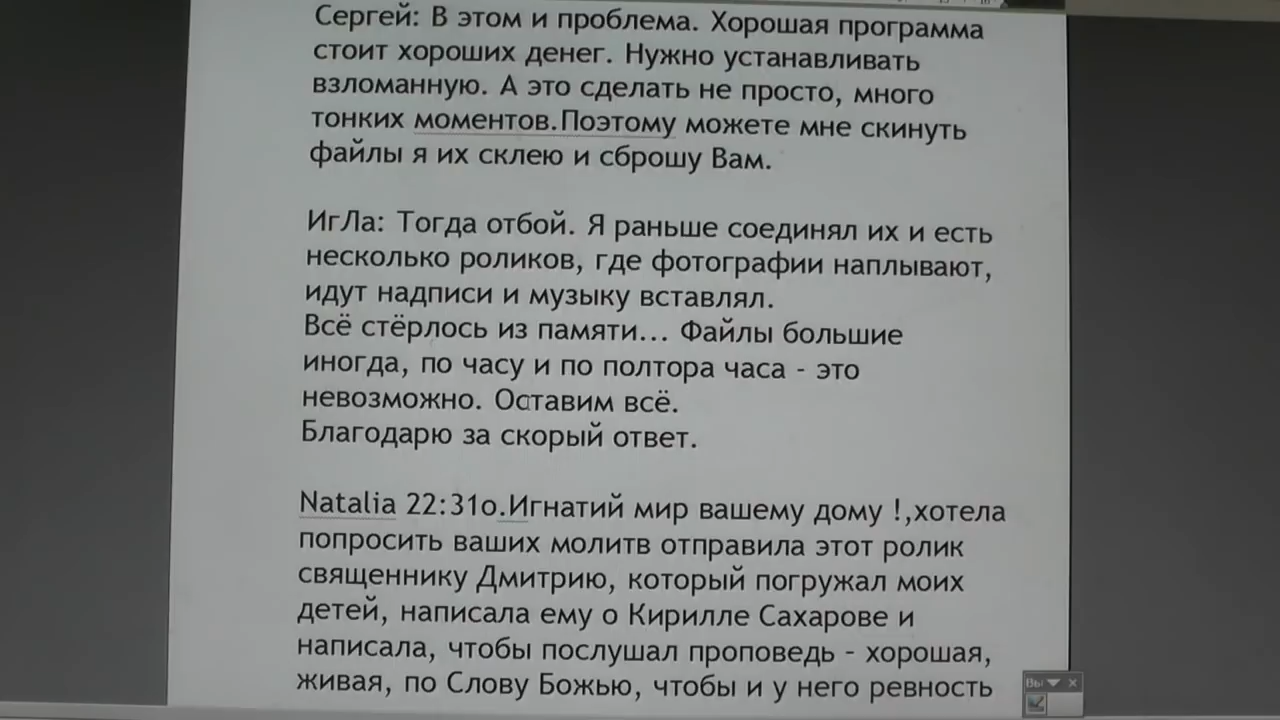 Сергей: В этом и проблема. Хорошая программа
стоит хороших денег. Нужно устанавливать
взломанную. А это сделать не просто, много
тонких моментов.Поэтому можете мне скинуть
файлы я их склею и сброшу Вам.
ИгЛа: Тогда отбой. Я раньше соединял их и есть
несколько роликов, где фотографии наплывают,
идут надписи и музыку вставлял.
Всё стёрлось из памяти... Файлы большие
иногда, по часу и по полтора часа - это
невозможно. Оставим всё.
Благодарю за скорый ответ.
Natalia 22:31о.Игнатий мир вашему дому !,хотела
попросить ваших молитв отправила этот ролик
священнику Дмитрию, который погружал моих
детей, написала ему о Кирилле Сахарове и
написала, чтобы послушал проповедь - хорошая,
живая, по Слову Божью, чтобы и у него ревность